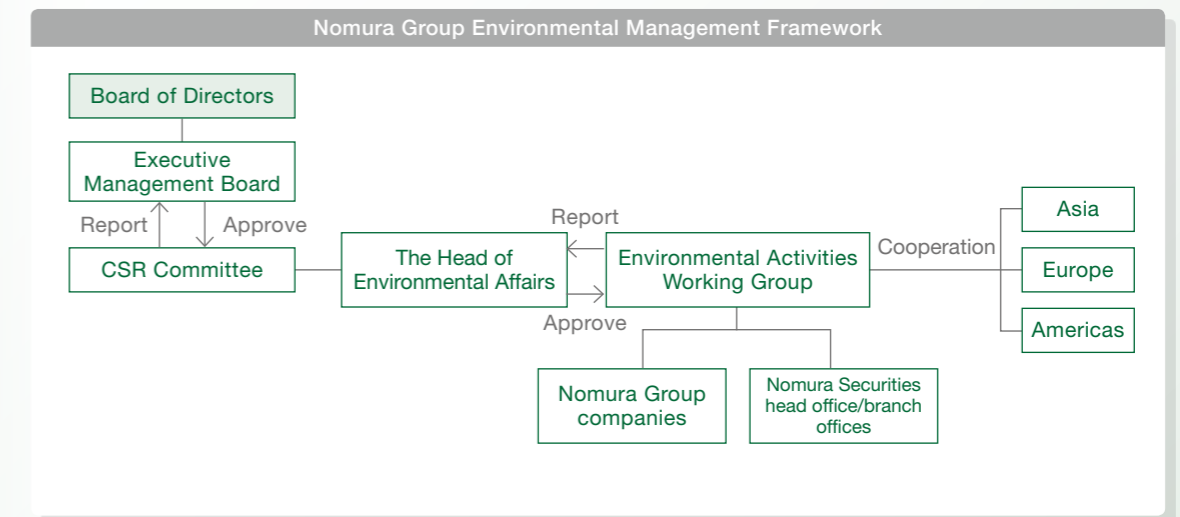 Nomura Group Environmental Management Framework
Board of Directors
Executive
Management Board
Report
Approve
CSR Committee
The Head of
Environmental Affairs
Report
Approve
Environmental Activities
Working Group
Cooperation
Asia
Europe
Americas
Nomura Group
companies
Nomura Securities
head office/branch
offices